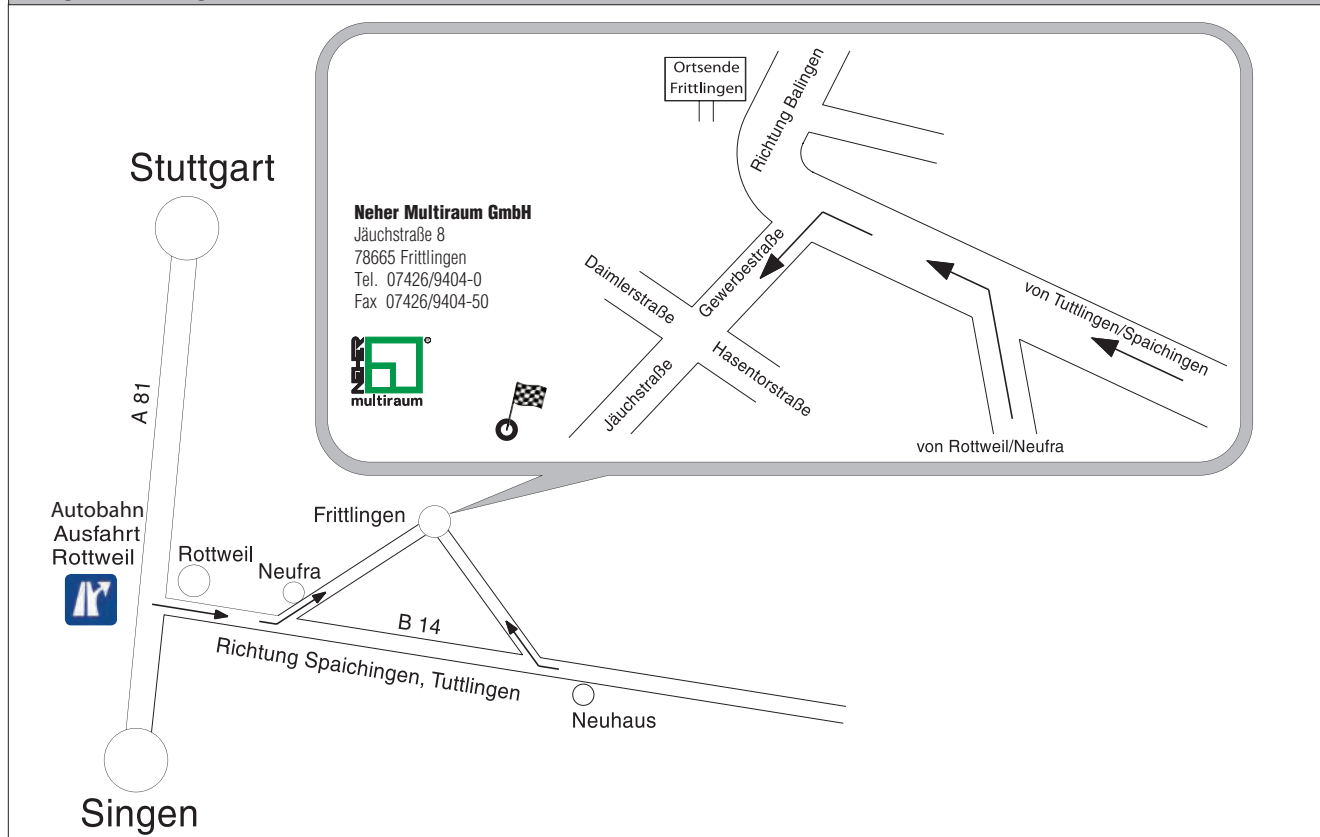 Ortsende
Frittlingen
Richtung Balingen
Stuttgart
Neher Multiraum GmbH
Jäuchstraße 8
78665 Frittlingen
Tel. 07426/9404-0
Fax 07426/9404-50
NEHER
multiraum
Daimlerstraße
Gewerbestraße
Hasentorstraße
Jäuchstraße
von Tuttlingen/Spaichingen
von Rottweil/Neufra
A 81
Autobahn
Ausfahrt
Rottweil
Rottweil
Neufra
Frittlingen
B 14
Richtung Spaichingen, Tuttlingen
Neuhaus
Singen